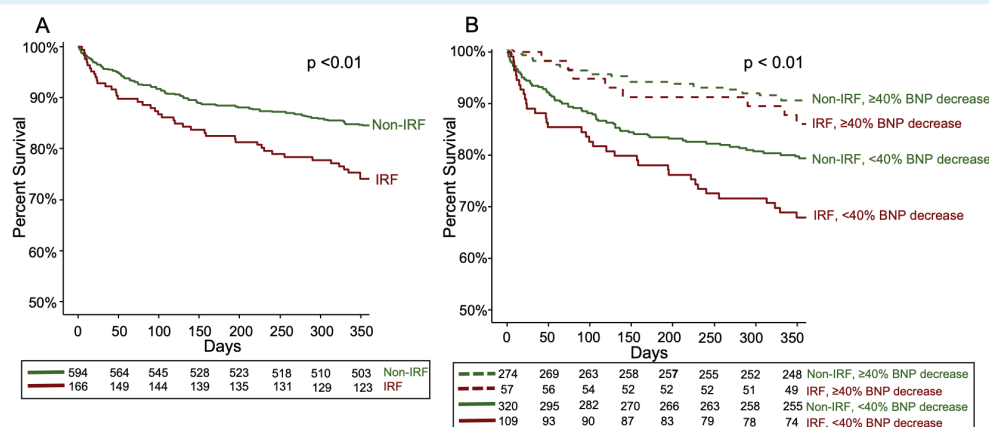 A
100%
90%
80%
70%
60%
50%
Percent Survival
p <0.01
Non-IRF
IRF
0 50 100 150 200 250 300 350
Days
594 564 545 528 523 518 510 503 Non-IRF
166 149 144 139 135 131 129 123 IRF
B
100%
90%
80%
70%
60%
50%
Percent Survival
p < 0.01
Non-IRF, ≥40% BNP decrease
IRF, ≥40% BNP decrease
Non-IRF, <40% BNP decrease
IRF, <40% BNP decrease
0 50 100 150 200 250 300 350
Days
274 269 263 258 257 255 252 248 Non-IRF, ≥40% BNP decrease
57 56 54 52 52 52 51 49 IRF, ≥40% BNP decrease
320 295 282 270 266 263 258 255 Non-IRF, <40% BNP decrease
109 93 90 87 83 79 78 74 IRF, <40% BNP decrease